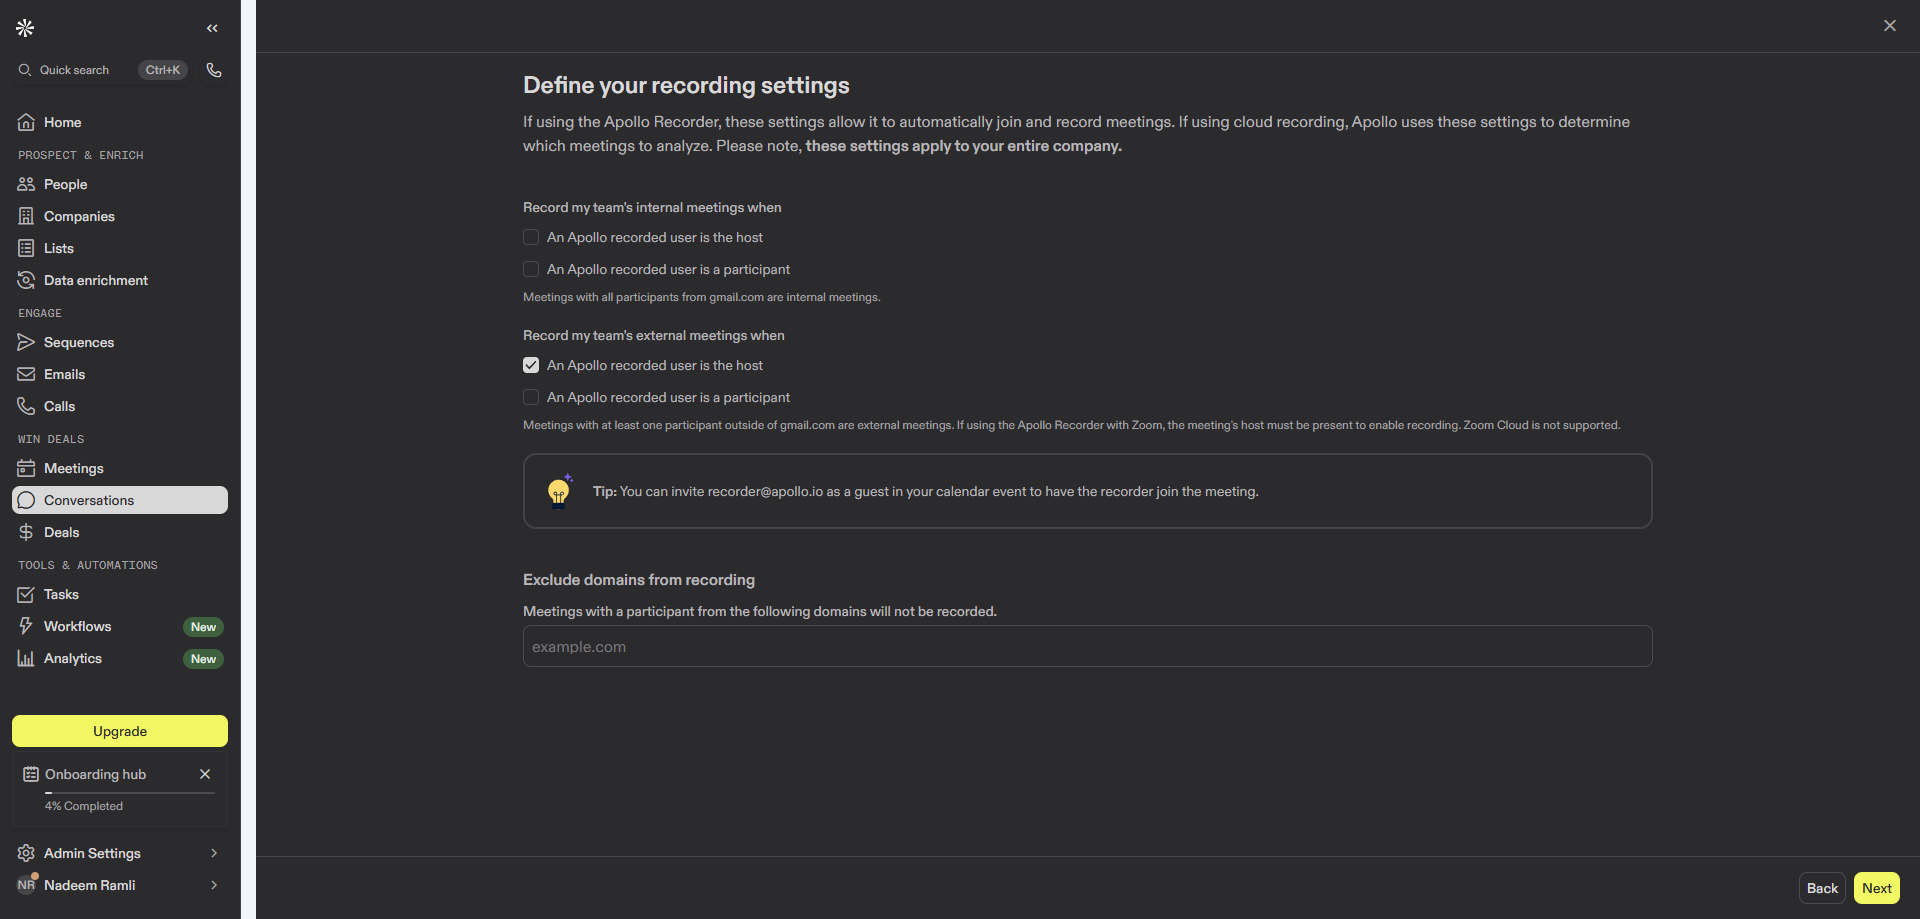 Quick search
Ctrl+K
Home
PROSPECT & ENRICH
People
Companies
Lists
Data enrichment
ENGAGE
Sequences
Emails
Calls
WIN DEALS
Meetings
Conversations
Deals
TOOLS & AUTOMATIONS
Tasks
Workflows
New
Analytics
New
Upgrade
Onboarding hub
4% Completed
Admin Settings
NR
Nadeem Ramli
Define your recording settings
If using the Apollo Recorder, these settings allow it to automatically join and record meetings. If using cloud recording, Apollo uses these settings to determine
which meetings to analyze. Please note, these settings apply to your entire company.
Record my team's internal meetings when
An Apollo recorded user is the host
An Apollo recorded user is a participant
Meetings with all participants from gmail.com are internal meetings.
Record my team's external meetings when
An Apollo recorded user is the host
An Apollo recorded user is a participant
Meetings with at least one participant outside of gmail.com are external meetings. If using the Apollo Recorder with Zoom, the meeting's host must be present to enable recording. Zoom Cloud is not supported.
Tip: You can invite recorder@apollo.io as a guest in your calendar event to have the recorder join the meeting.
Exclude domains from recording
Meetings with a participant from the following domains will not be recorded.
example.com
Back
Next